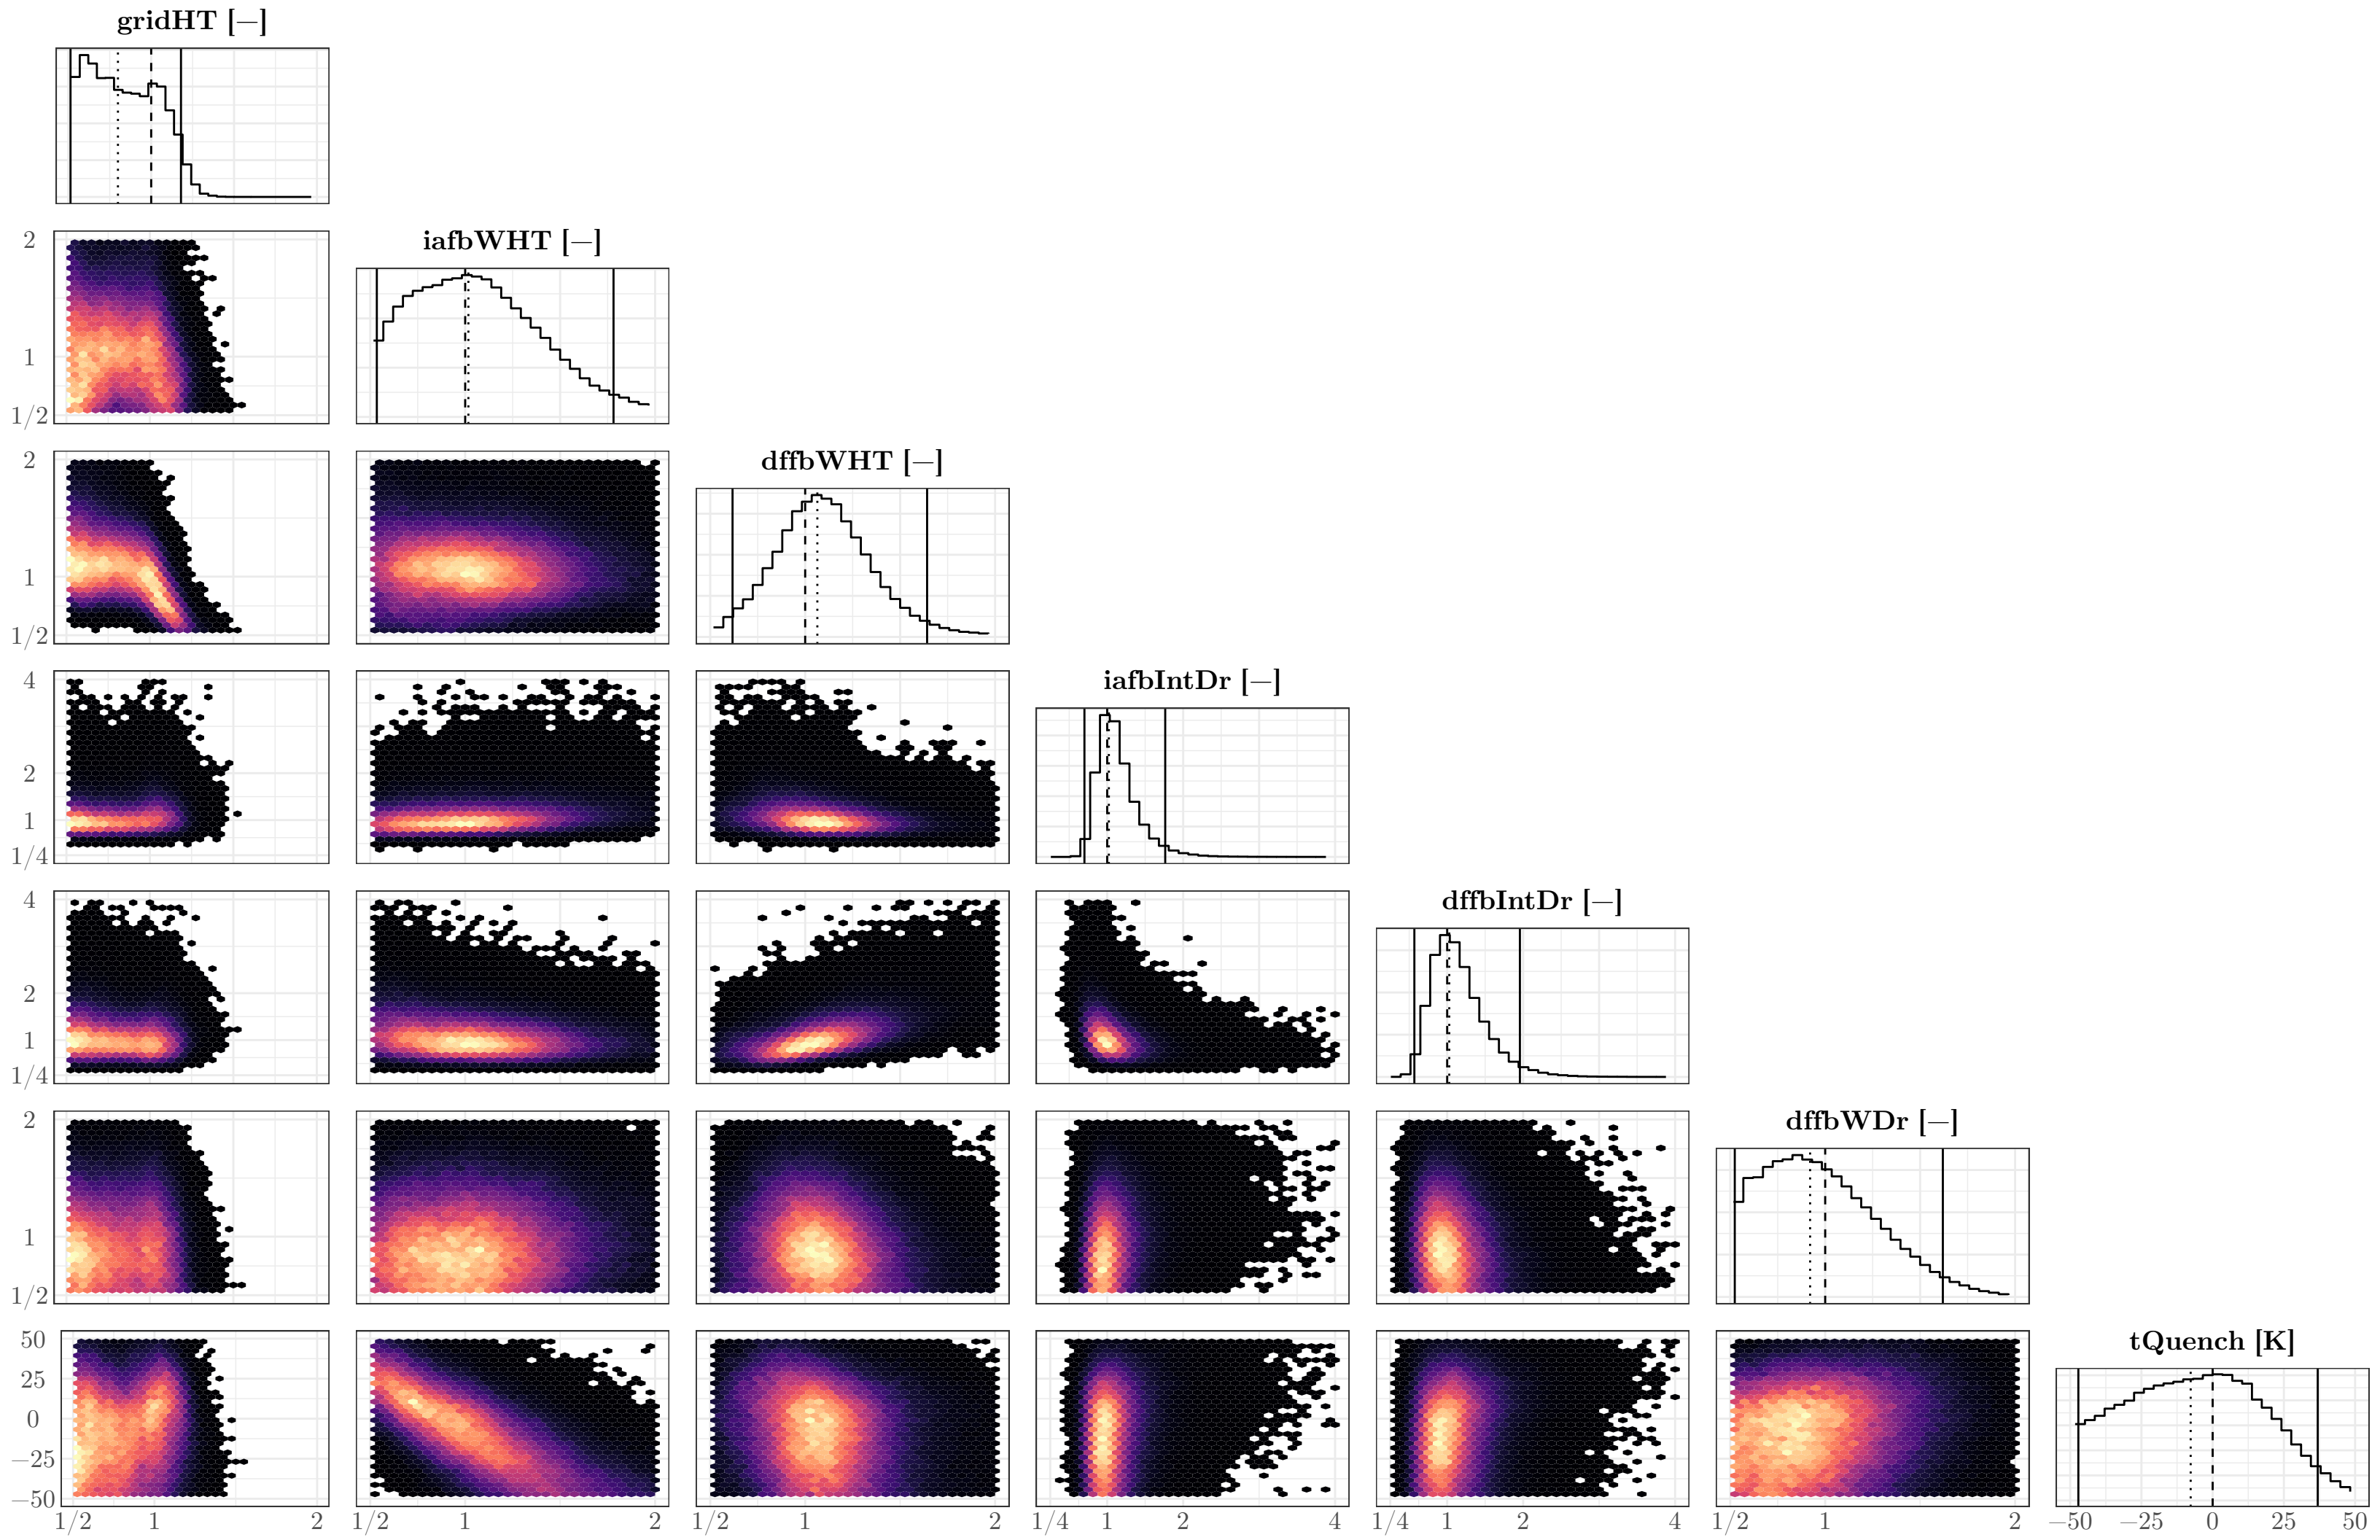 gridHT [—]
2
1
1/2
iafbWHT [—]
2
1
1/2
dffbWHT [—]
4
2
1
1/4
iafbIntDr [—]
4
2
1
1/4
dffbIntDr [—]
2
1
1/2
dffbWDr [—]
50
25
0
−25
−50
tQuench [K]
1/2 1 2 1/2 1 2 1/2 1 2 1/4 1 2 4 1/4 1 2 4 1/2 1 2 −50 −25 0 25 50